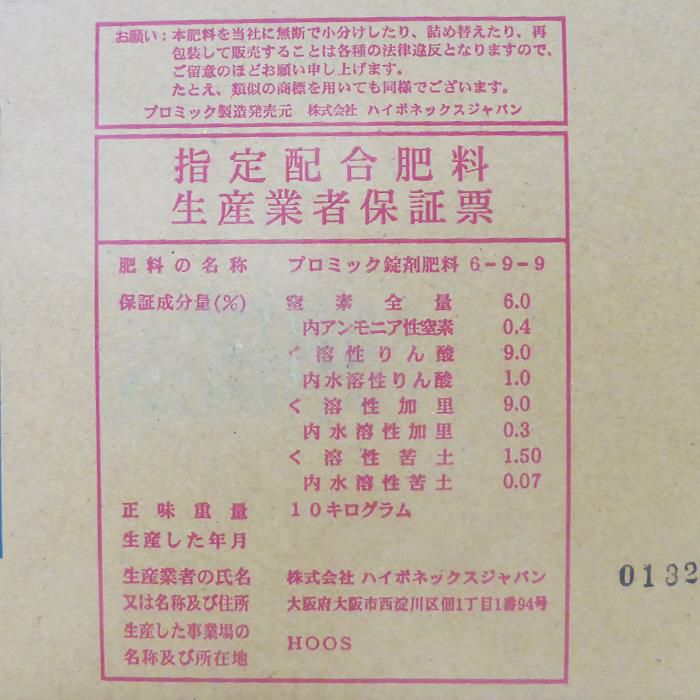 お願い：本肥料を当社に無断で小分けしたり、詰め替えたり、再
包装して販売することは各種の法律違反となりますので、
ご留意のほどお願い申し上げます。
たとえ、類似の商標を用いても同様でございます。
プロミック製造発売元 株式会社 ハイポネックスジャパン
指定配合肥料
生産業者保証票
肥料の名称 プロミック錠剤肥料 6-9-9
保証成分量(%) 窒素全量 6.0
内アンモニア性窒素 0.4
く溶性りん酸 9.0
内水溶性りん酸 1.0
く溶性加里 9.0
内水溶性加里 0.3
く溶性苦土 1.50
内水溶性苦土 0.07
正味重量 10キログラム
生産した年月
生産業者の氏名 株式会社 ハイポネックスジャパン
又は名称及び住所 大阪府大阪市西淀川区佃1丁目1番94号
生産した事業場の
名称及び所在地 HOOS
0132